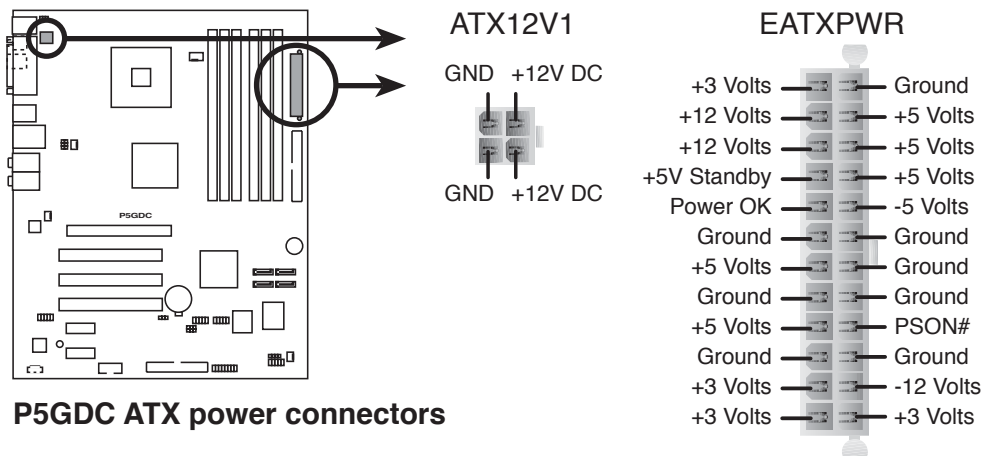 ATX12V1
GND +12V DC
GND +12V DC
EATXPWR
+3 Volts Ground
+12 Volts +5 Volts
+12 Volts +5 Volts
+5V Standby +5 Volts
Power OK -5 Volts
Ground Ground
+5 Volts Ground
Ground Ground
+5 Volts PSON#
Ground Ground
+3 Volts -12 Volts
+3 Volts +3 Volts
P5GDC
P5GDC ATX power connectors